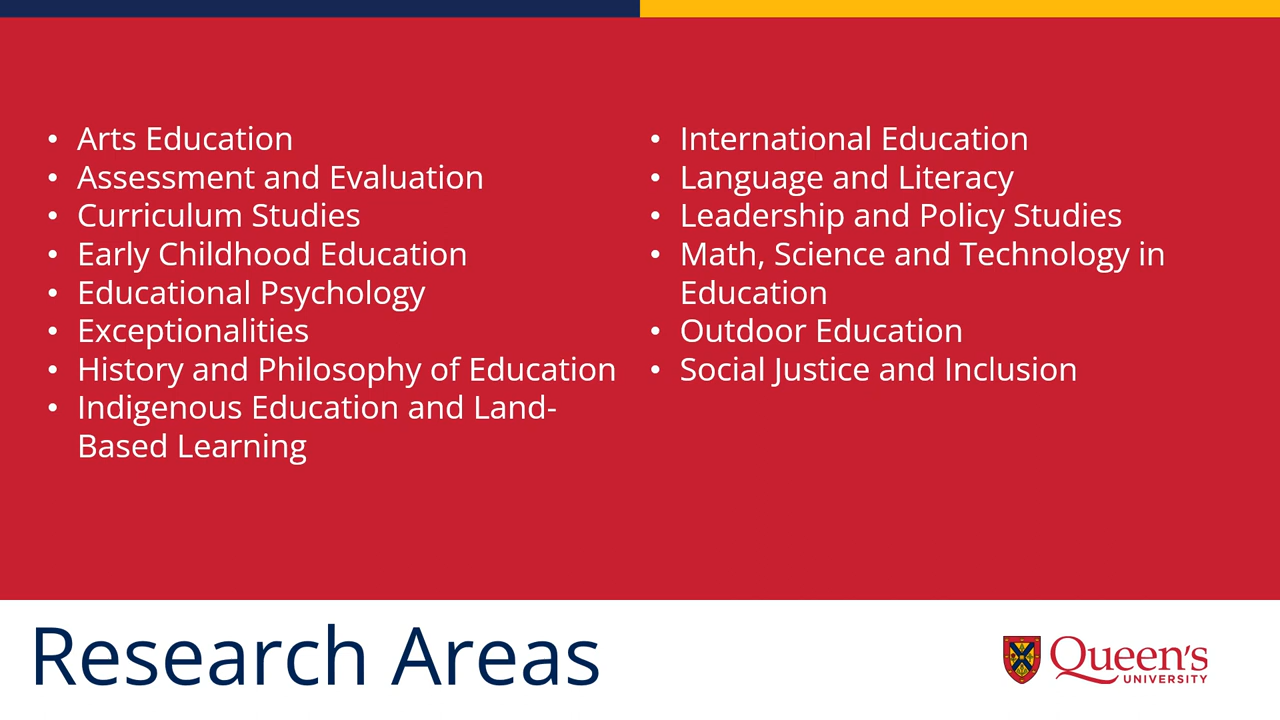 • Arts Education
• Assessment and Evaluation
• Curriculum Studies
• Early Childhood Education
• Educational Psychology
• Exceptionalities
• History and Philosophy of Education
• Indigenous Education and Land-
Based Learning
• International Education
• Language and Literacy
• Leadership and Policy Studies
• Math, Science and Technology in
Education
• Outdoor Education
• Social Justice and Inclusion
Research Areas
Queen's
UNIVERSITY